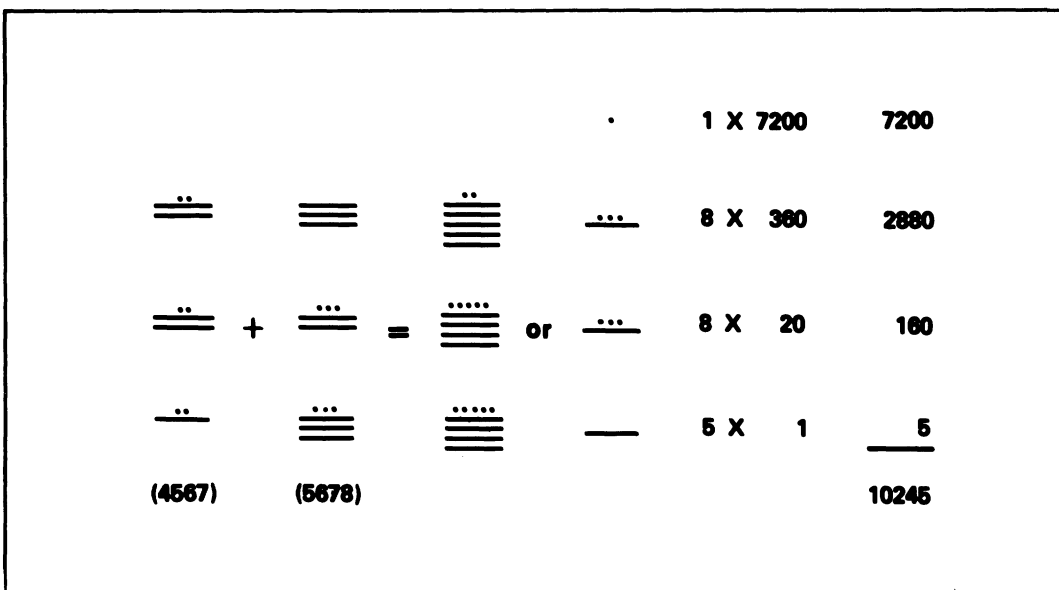 1 X 7200 7200
8 X 360 2880
+ = or 8 X 20 160
5 X 1 5
(4567) (5678) 10245